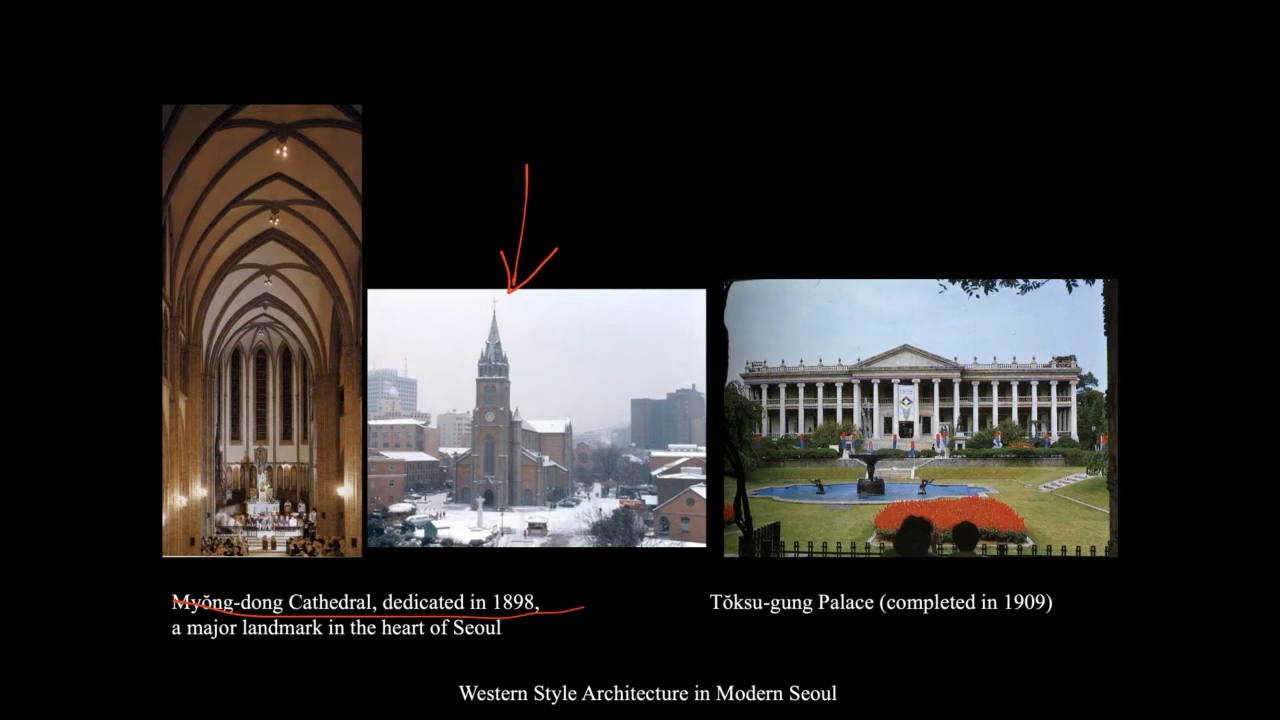 Myŏng-dong Cathedral, dedicated in 1898,
a major landmark in the heart of Seoul
Tŏksu-gung Palace (completed in 1909)
Western Style Architecture in Modern Seoul